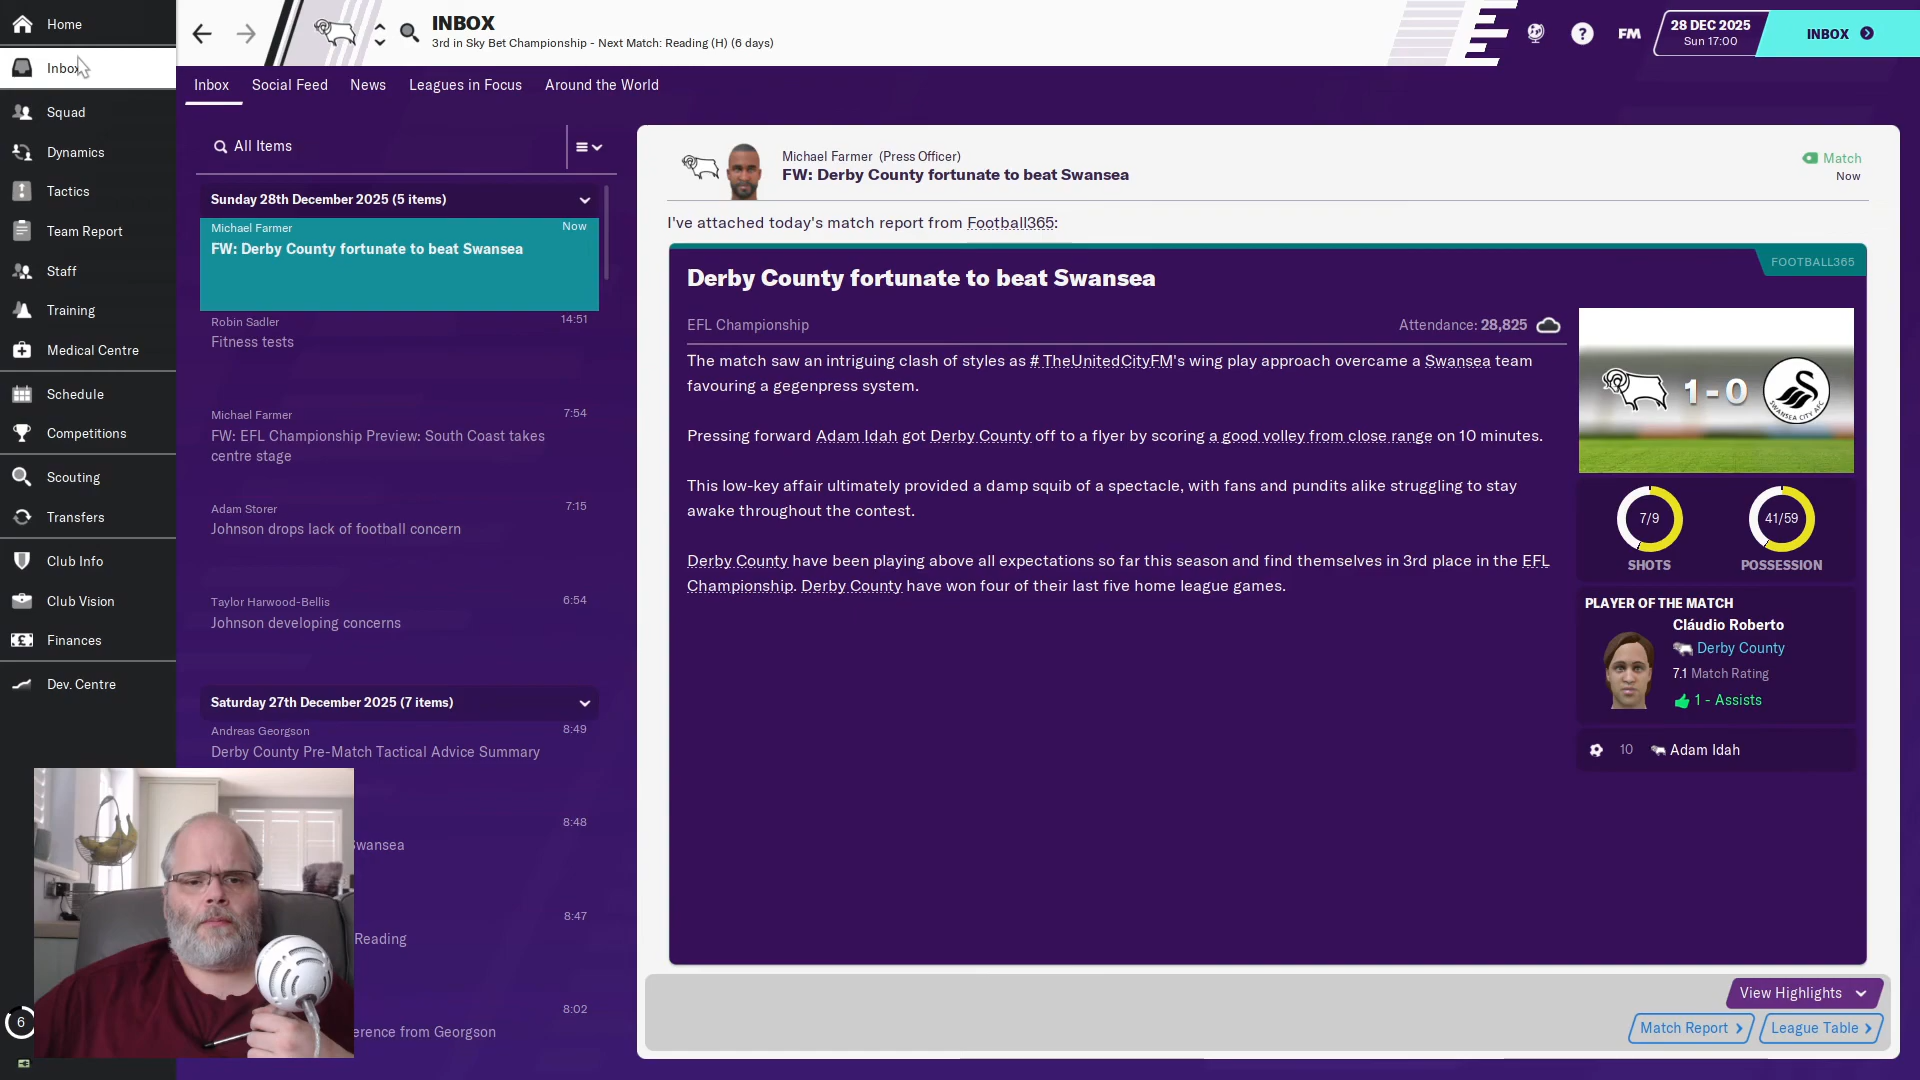 Home
Inbox
Squad
Dynamics
Tactics
Team Report
Staff
Training
Medical Centre
Schedule
Competitions
Scouting
Transfers
Club Info
Club Vision
Finances
Dev. Centre
6
INBOX
3rd in Sky Bet Championship - Next Match: Reading (H) (6 days)
?
FM
28 DEC 2025
Sun 17:00
INBOX
Inbox
Social Feed
News
Leagues in Focus
Around the World
All Items
Sunday 28th December 2025 (5 items)
Michael Farmer
Now
FW: Derby County fortunate to beat Swansea
Robin Sadler
14:51
Fitness tests
Michael Farmer
7:54
FW: EFL Championship Preview: South Coast takes
centre stage
Adam Storer
7:15
Johnson drops lack of football concern
Taylor Harwood-Bellis
6:54
Johnson developing concerns
Saturday 27th December 2025 (7 items)
Andreas Georgson
8:49
Derby County Pre-Match Tactical Advice Summary
8:48
Swansea
8:47
Reading
8:02
erence from Georgson
Michael Farmer (Press Officer)
FW: Derby County fortunate to beat Swansea
Match
Now
I've attached today's match report from Football365:
FOOTBALL365
Derby County fortunate to beat Swansea
EFL Championship
Attendance: 28,825
The match saw an intriguing clash of styles as # TheUnitedCityFM's wing play approach overcame a Swansea team
favouring a gegenpress system.
Pressing forward Adam Idah got Derby County off to a flyer by scoring a good volley from close range on 10 minutes.
This low-key affair ultimately provided a damp squib of a spectacle, with fans and pundits alike struggling to stay
awake throughout the contest.
Derby County have been playing above all expectations so far this season and find themselves in 3rd place in the EFL
Championship. Derby County have won four of their last five home league games.
1 - 0
SWANSEA CITY AFC
7/9
41/59
SHOTS
POSSESSION
PLAYER OF THE MATCH
Cláudio Roberto
Derby County
7.1 Match Rating
1 - Assists
10
Adam Idah
View Highlights
Match Report
League Table